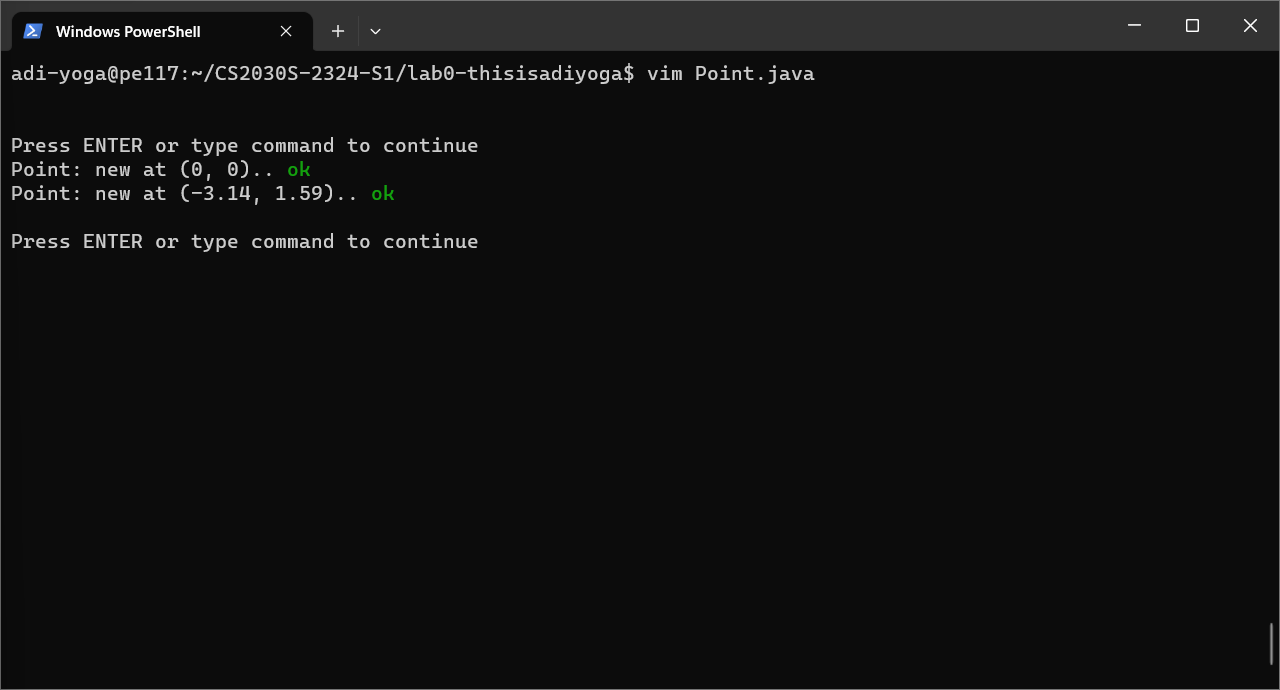 Windows PowerShell
adi-yoga@pe117:~/CS2030S-2324-S1/lab0-thisisadiyoga$ vim Point.java
Press ENTER or type command to continue
Point: new at (0, 0).. ok
Point: new at (-3.14, 1.59).. ok
Press ENTER or type command to continue